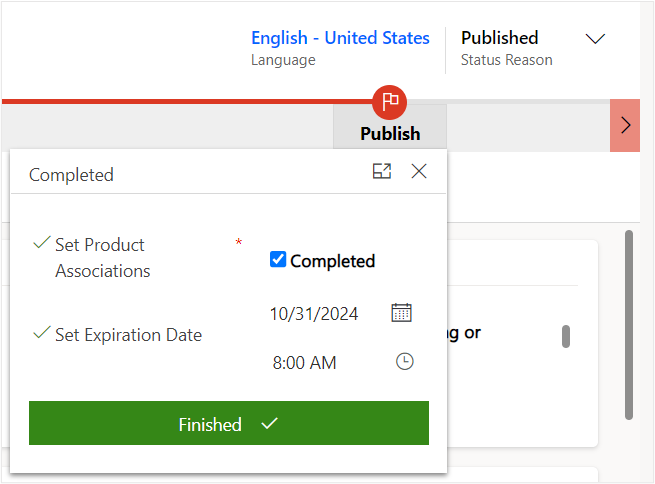 English - United States
Language
Published
Status Reason
Publish
Completed
Set Product
Associations
*
Completed
10/31/2024
Set Expiration Date
8:00 AM
Finished
or